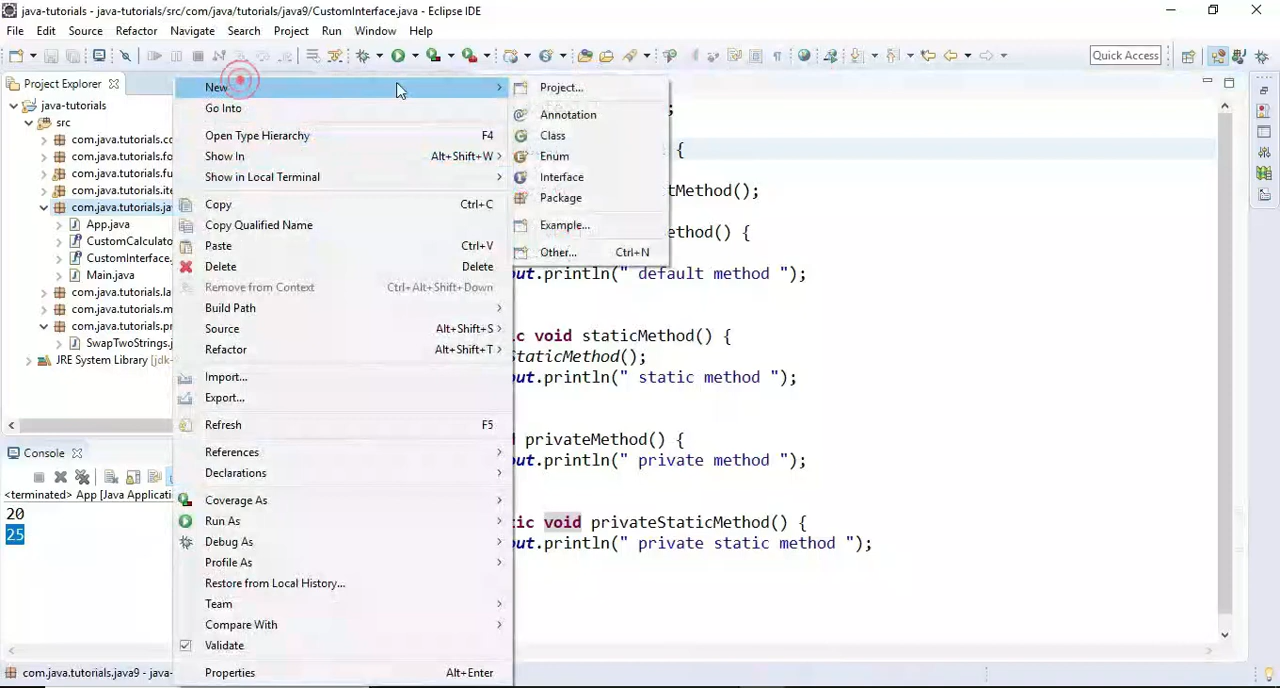 java-tutorials - java-tutorials/src/com/java/tutorials/java9/CustomInterface.java - Eclipse IDE
File Edit Source Refactor Navigate Search Project Run Window Help
Quick Access
Project Explorer
java-tutorials
src
com.java.tutorials.co
com.java.tutorials.fo
com.java.tutorials.fu
com.java.tutorials.ite
com.java.tutorials.ja
App.java
CustomCalculato
CustomInterface.
Main.java
com.java.tutorials.la
com.java.tutorials.m
com.java.tutorials.pr
SwapTwoStrings.j
JRE System Library [jdk-
New
Go Into
Open Type Hierarchy F4
Show In Alt+Shift+W
Show in Local Terminal
Copy Ctrl+C
Copy Qualified Name
Paste Ctrl+V
Delete Delete
Remove from Context Ctrl+Alt+Shift+Down
Build Path
Source Alt+Shift+S
Refactor Alt+Shift+T
Import...
Export...
Refresh F5
References
Declarations
Coverage As
Run As
Debug As
Profile As
Restore from Local History...
Team
Compare With
Validate
Properties Alt+Enter
Project...
Annotation
Class
Enum
Interface
Package
Example...
Other... Ctrl+N
;
{
tMethod();
ethod() {
ut.println(" default method ");
ic void staticMethod() {
StaticMethod();
ut.println(" static method ");
d privateMethod() {
ut.println(" private method ");
tic void privateStaticMethod() {
ut.println(" private static method ");
Console
<terminated> App [Java Applicati
20
25
com.java.tutorials.java9 - java-